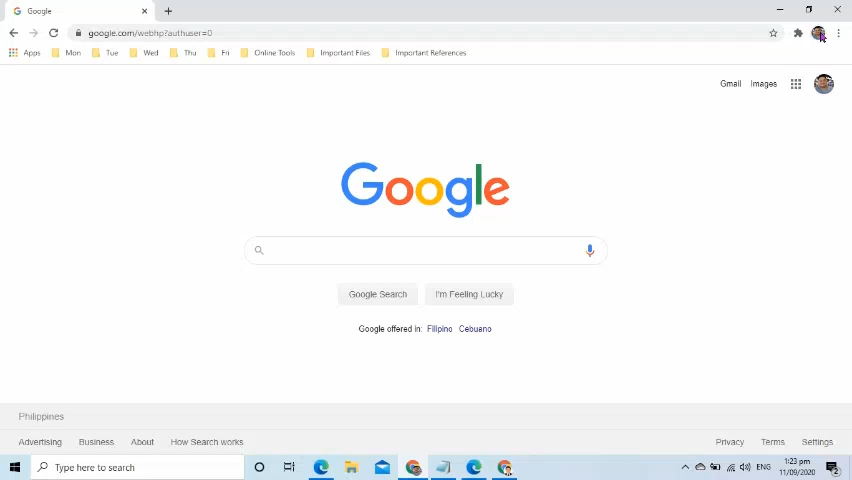 Google
google.com/webhp?authuser=0
Apps Mon Tue Wed Thu Fri Online Tools Important Files Important References
Gmail Images
Google
Google Search I'm Feeling Lucky
Google offered in: Filipino Cebuano
Philippines
Advertising Business About How Search works Privacy Terms Settings
Type here to search ENG 1:23 pm
11/09/2020 2